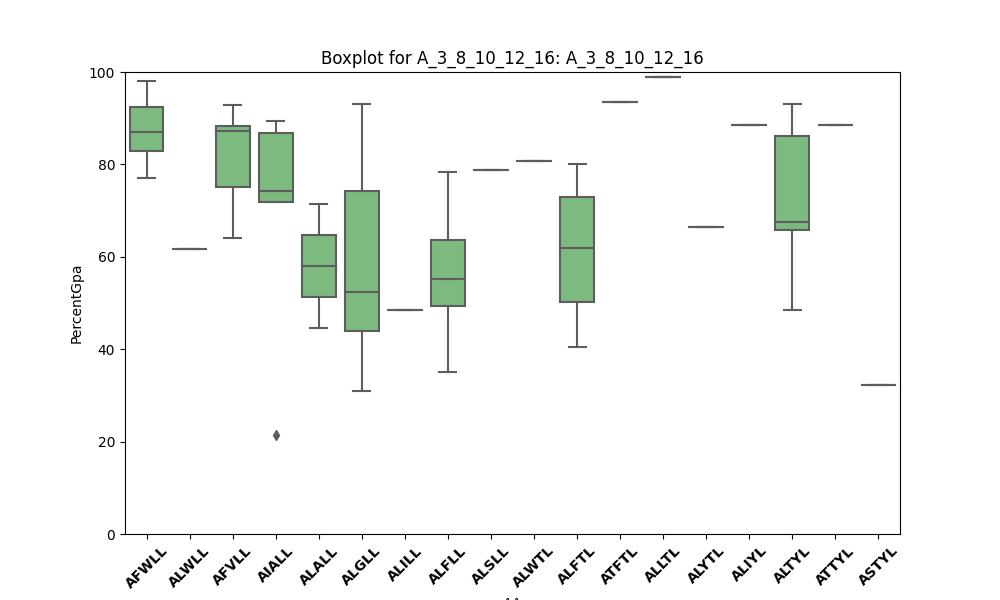 Boxplot for A_3_8_10_12_16: A_3_8_10_12_16
PercentGpa
100
80
60
40
20
0
AFWLL ALWLL AFVLL AIALL ALALL ALGLL ALILL ALFLL ALSLL ALWTL ALFTL ATFTL ALLTL ALYTL ALIYL ALTYL ATTYL ASTYL